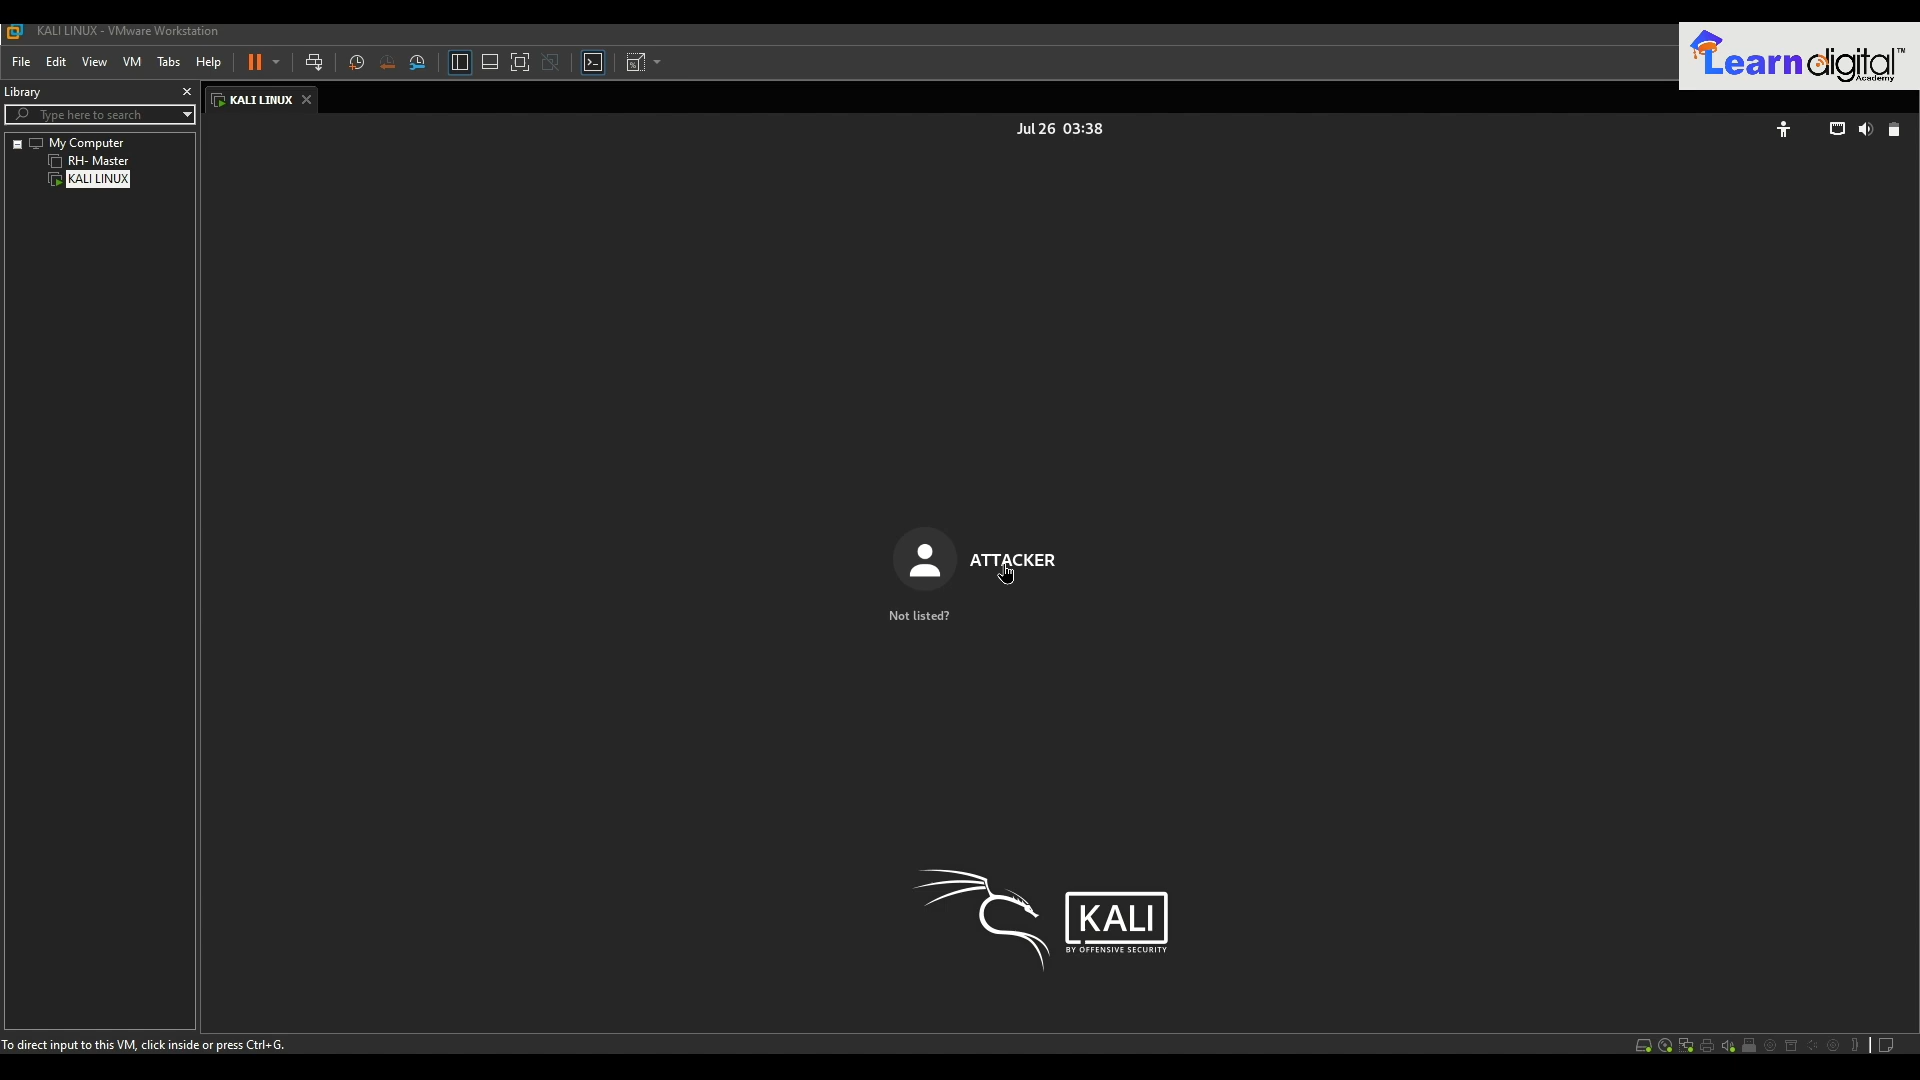 KALI LINUX - VMware Workstation
Learn digital™
Academy
File Edit View VM Tabs Help
Library
KALI LINUX
Type here to search
Jul 26 03:38
My Computer
RH- Master
KALI LINUX
ATTACKER
Not listed?
KALI
BY OFFENSIVE SECURITY
To direct input to this VM, click inside or press Ctrl+G.